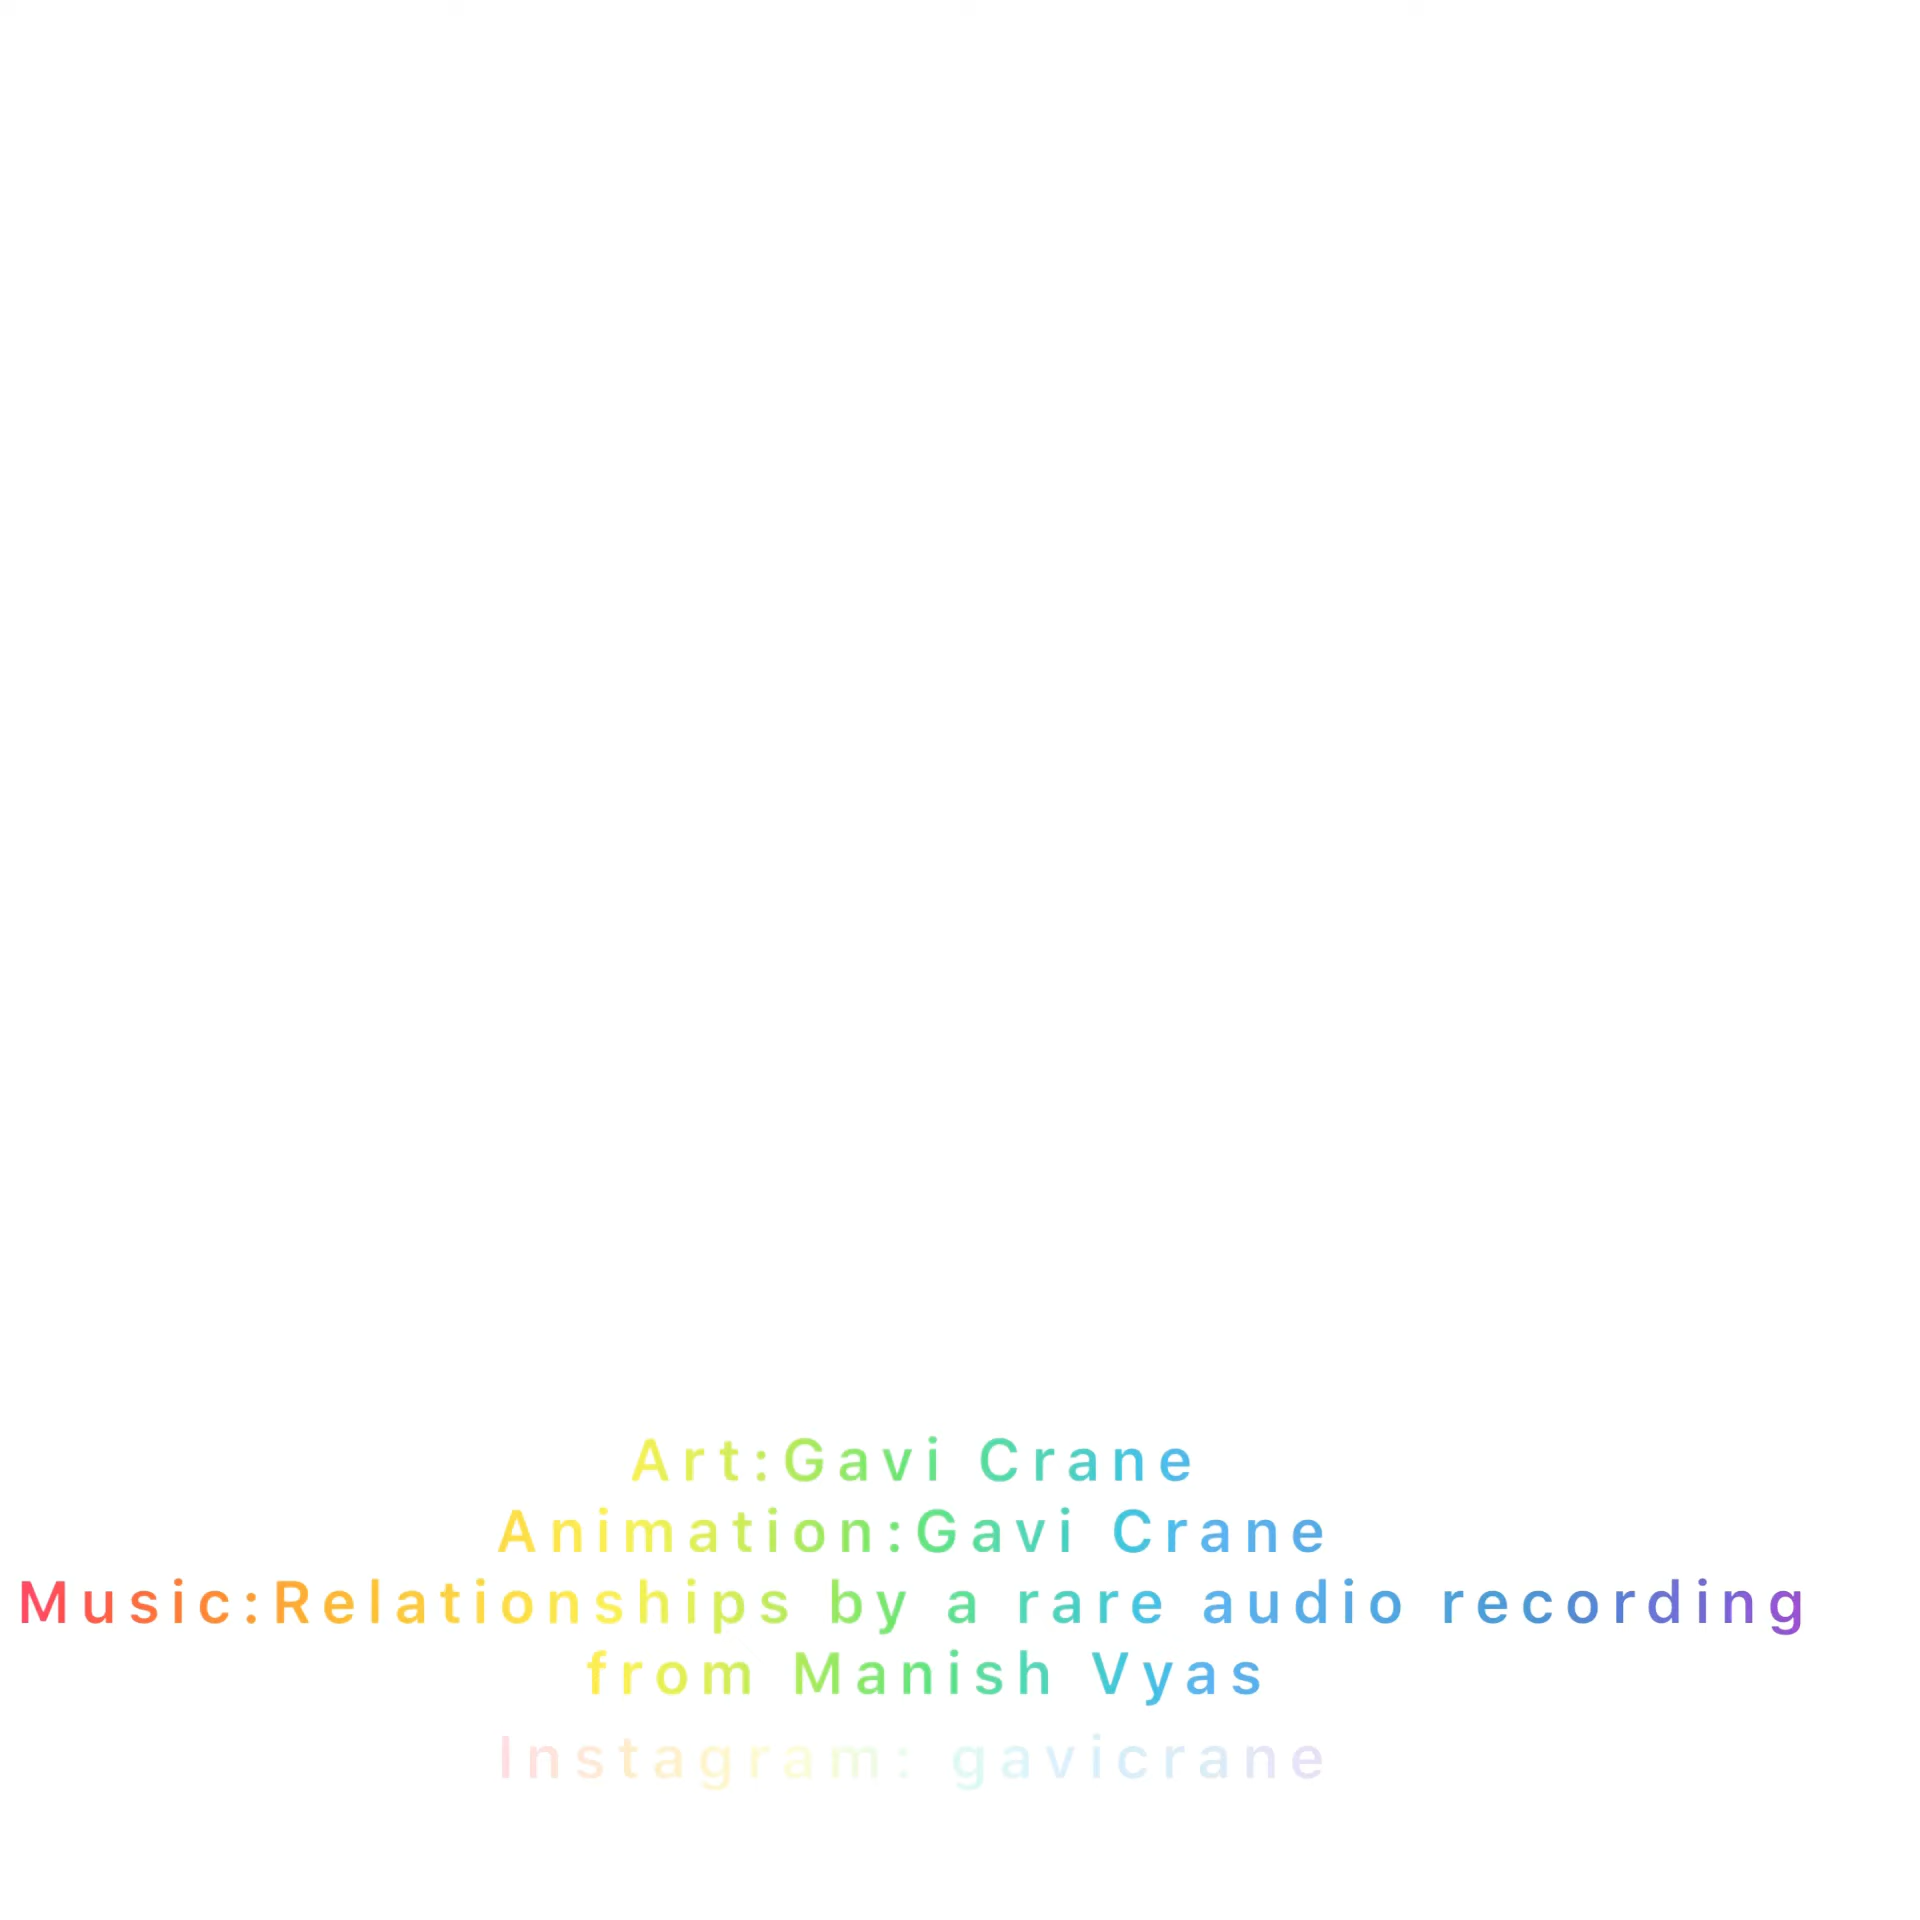 Art:Gavi Crane
Animation:Gavi Crane
Music:Relationships by a rare audio recording
from Manish Vyas
Instagram: gavicrane